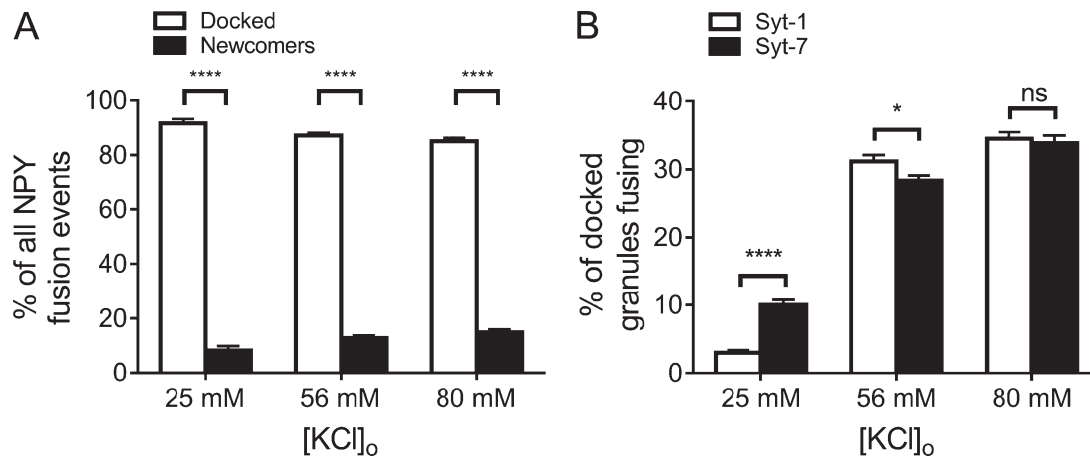 A
Docked
Newcomers
% of all NPY
fusion events
100
80
60
40
20
0
****
****
****
25 mM
56 mM
80 mM
[KCl]o
B
Syt-1
Syt-7
% of docked
granules fusing
40
30
20
10
0
****
*
ns
25 mM
56 mM
80 mM
[KCl]o